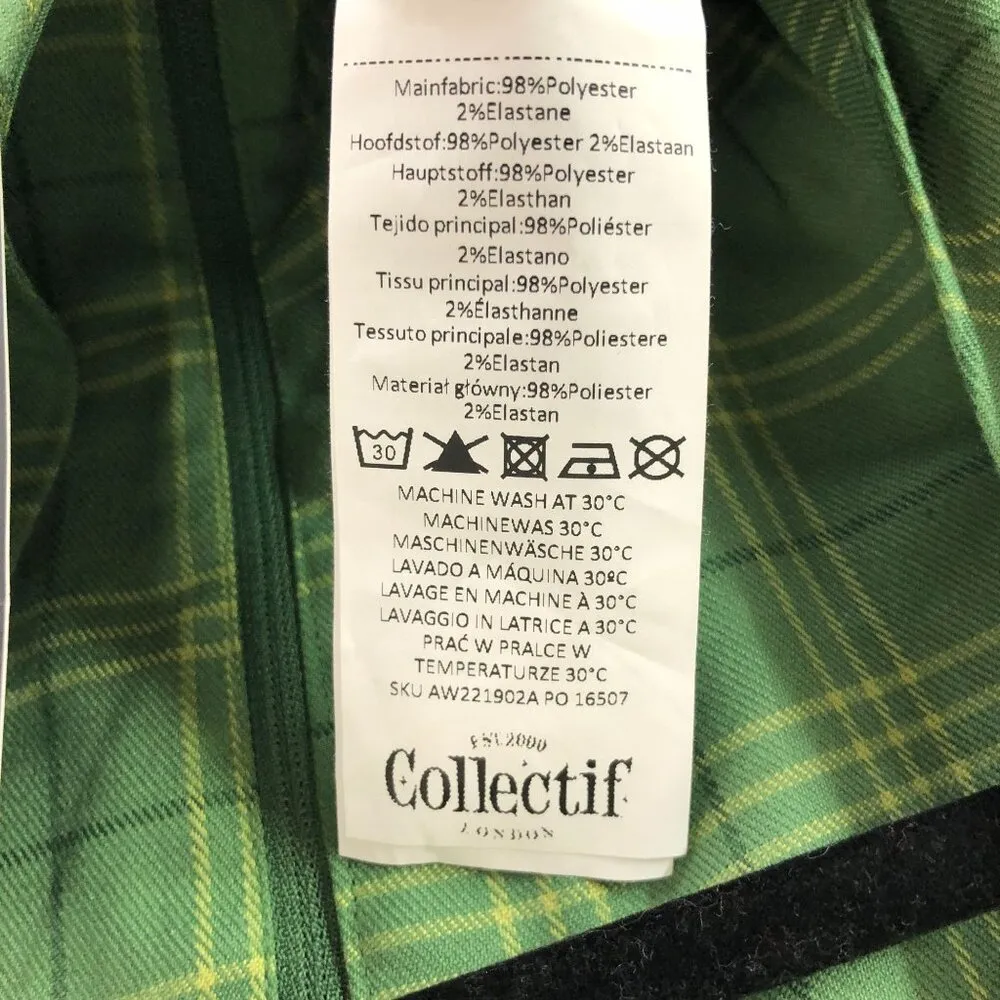 Mainfabric:98%Polyester
2%Elastane
Hoofdstof:98%Polyester 2%Elastaan
Hauptstoff:98%Polyester
2%Elasthan
Tejido principal:98%Poliéster
2%Elastano
Tissu principal:98%Polyester
2%Élasthanne
Tessuto principale:98%Poliestere
2%Elastan
Materiał główny:98%Poliester
2%Elastan
30
MACHINE WASH AT 30°C
MACHINEWAS 30°C
MASCHINENWÄSCHE 30°C
LAVADO A MÁQUINA 30ºC
LAVAGE EN MACHINE À 30°C
LAVAGGIO IN LATRICE A 30°C
PRAĆ W PRALCE W
TEMPERATURZE 30°C
SKU AW221902A PO 16507
EST.2000
Collectif
LONDON